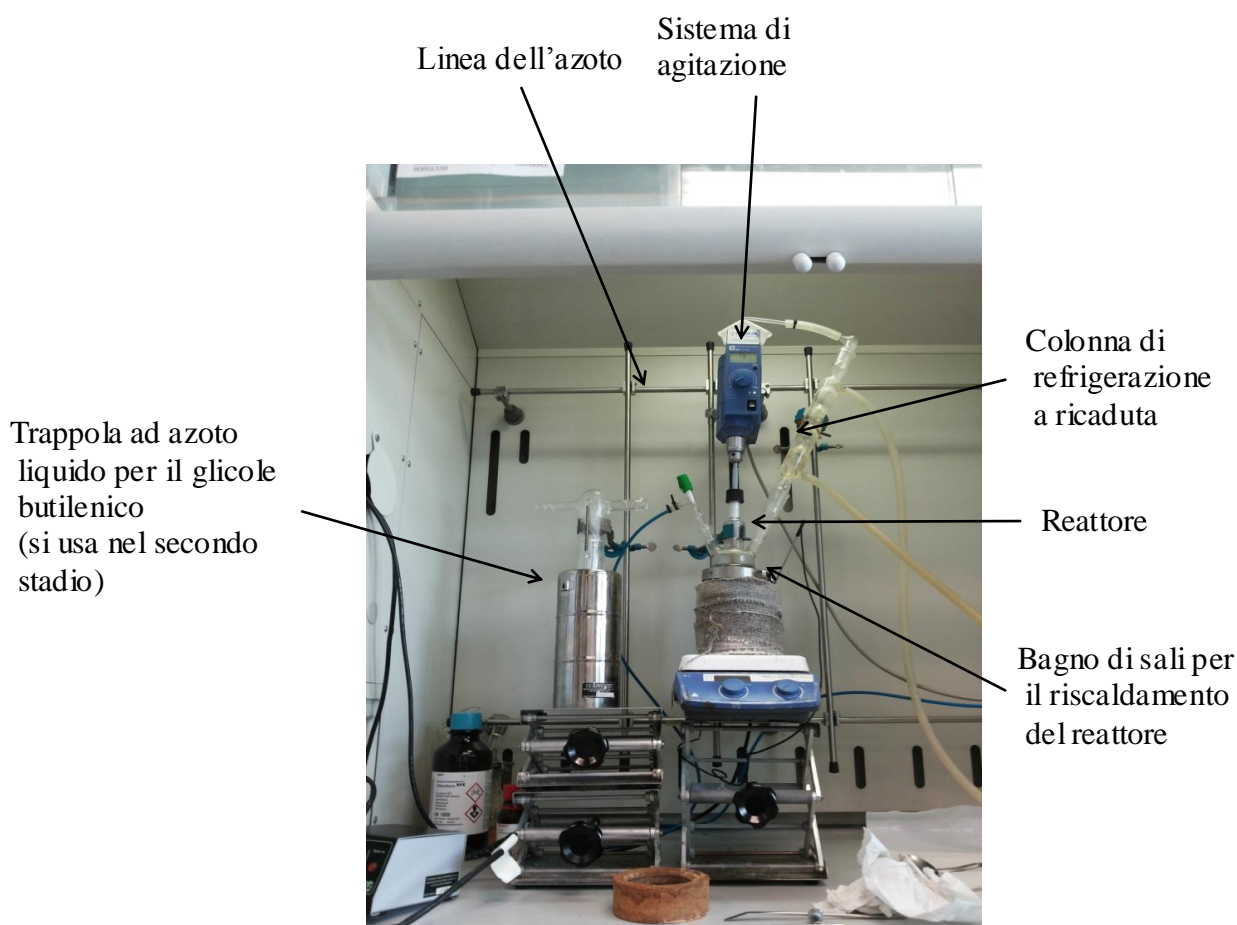 Linea dell'azoto
Sistema di
agitazione
Colonna di
refrigerazione
a ricaduta
Trappola ad azoto
liquido per il glicole
butilenico
(si usa nel secondo
stadio)
Reattore
Bagno di sali per
il riscaldamento
del reattore